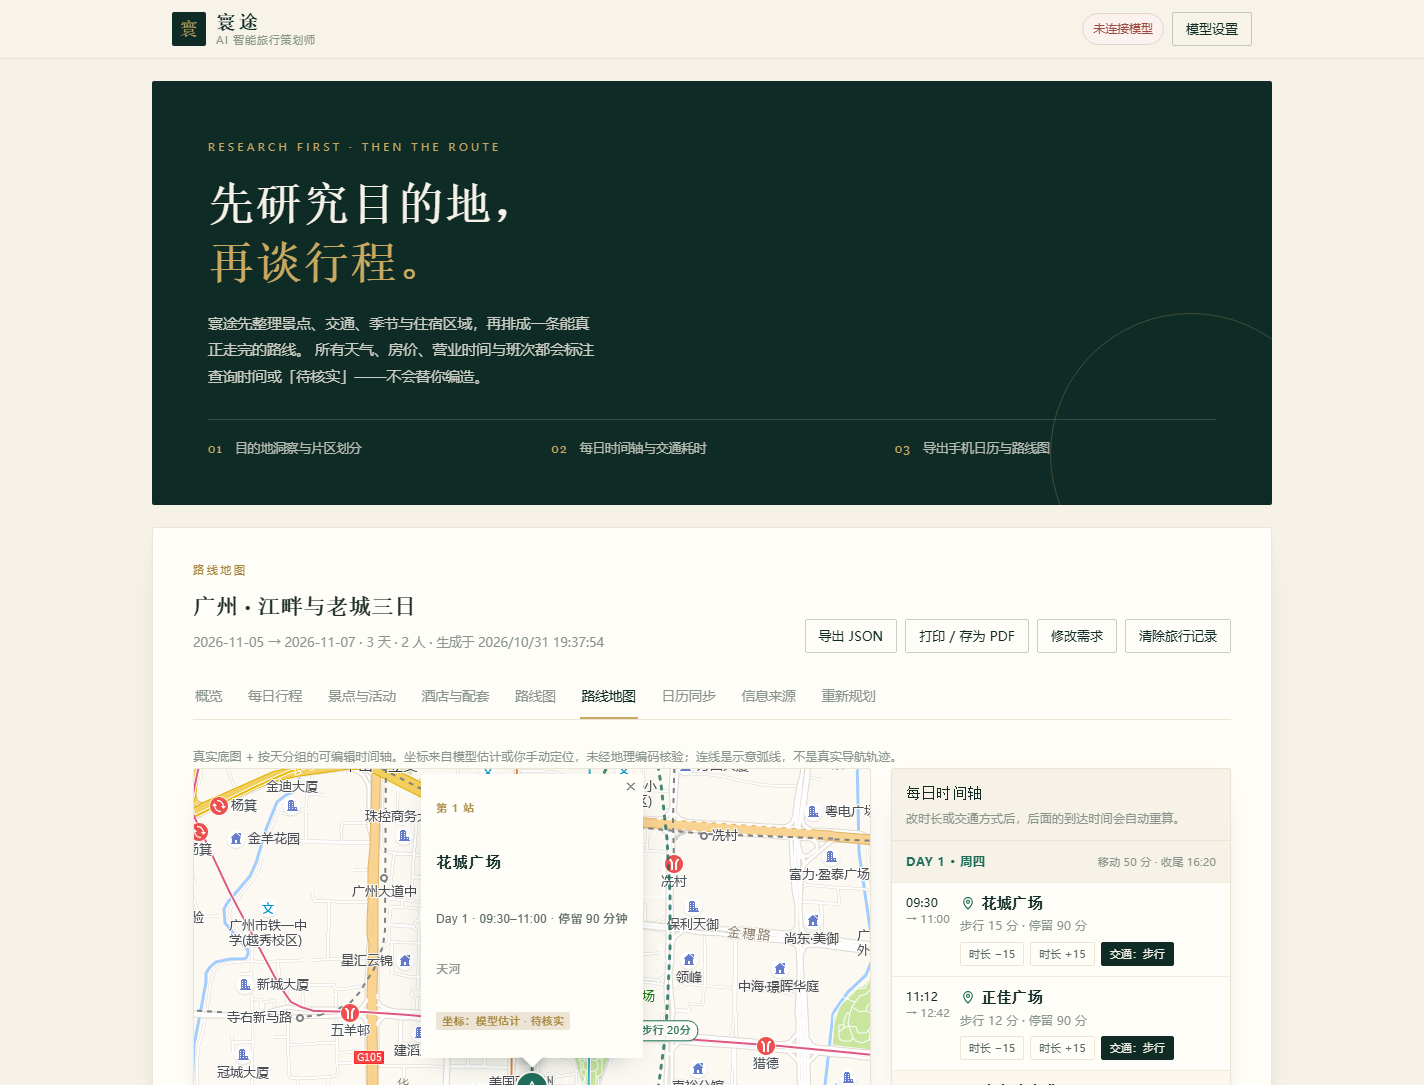 寰
寰途
AI 智能旅行策划师
未连接模型
模型设置
RESEARCH FIRST · THEN THE ROUTE
先研究目的地，
再谈行程。
寰途先整理景点、交通、季节与住宿区域，再排成一条能真
正走完的路线。 所有天气、房价、营业时间与班次都会标注
查询时间或「待核实」——不会替你编造。
01 目的地洞察与片区划分
02 每日时间轴与交通耗时
03 导出手机日历与路线图
路线地图
广州 · 江畔与老城三日
2026-11-05 → 2026-11-07 · 3 天 · 2 人 · 生成于 2026/10/31 19:37:54
导出 JSON
打印 / 存为 PDF
修改需求
清除旅行记录
概览
每日行程
景点与活动
酒店与配套
路线图
路线地图
日历同步
信息来源
重新规划
真实底图 + 按天分组的可编辑时间轴。坐标来自模型估计或你手动定位，未经地理编码核验；连线是示意弧线，不是真实导航轨迹。
金迪大厦
杨箕
金羊花园
杨箕
珠控商务
广州大道中
广州市铁一中
学(越秀校区)
星汇云锦
新城大厦
寺右新马路
五羊邨
G105
建滔
冠城大厦
华
美国
第 1 站
花城广场
Day 1 · 09:30–11:00 · 停留 90 分钟
天河
坐标：模型估计 · 待核实
小
区)
冼村
冼村
粤电广场
富力·盈泰广场
保利天御
金穗路
尚东·美御
广
外
领峰
中海·璟晖华庭
场
步行 20分
猎德
每日时间轴
改时长或交通方式后，后面的到达时间会自动重算。
DAY 1 · 周四
移动 50 分 · 收尾 16:20
09:30
→ 11:00
花城广场
步行 15 分 · 停留 90 分
时长 −15
时长 +15
交通：步行
11:12
→ 12:42
正佳广场
步行 12 分 · 停留 90 分
时长 −15
时长 +15
交通：步行